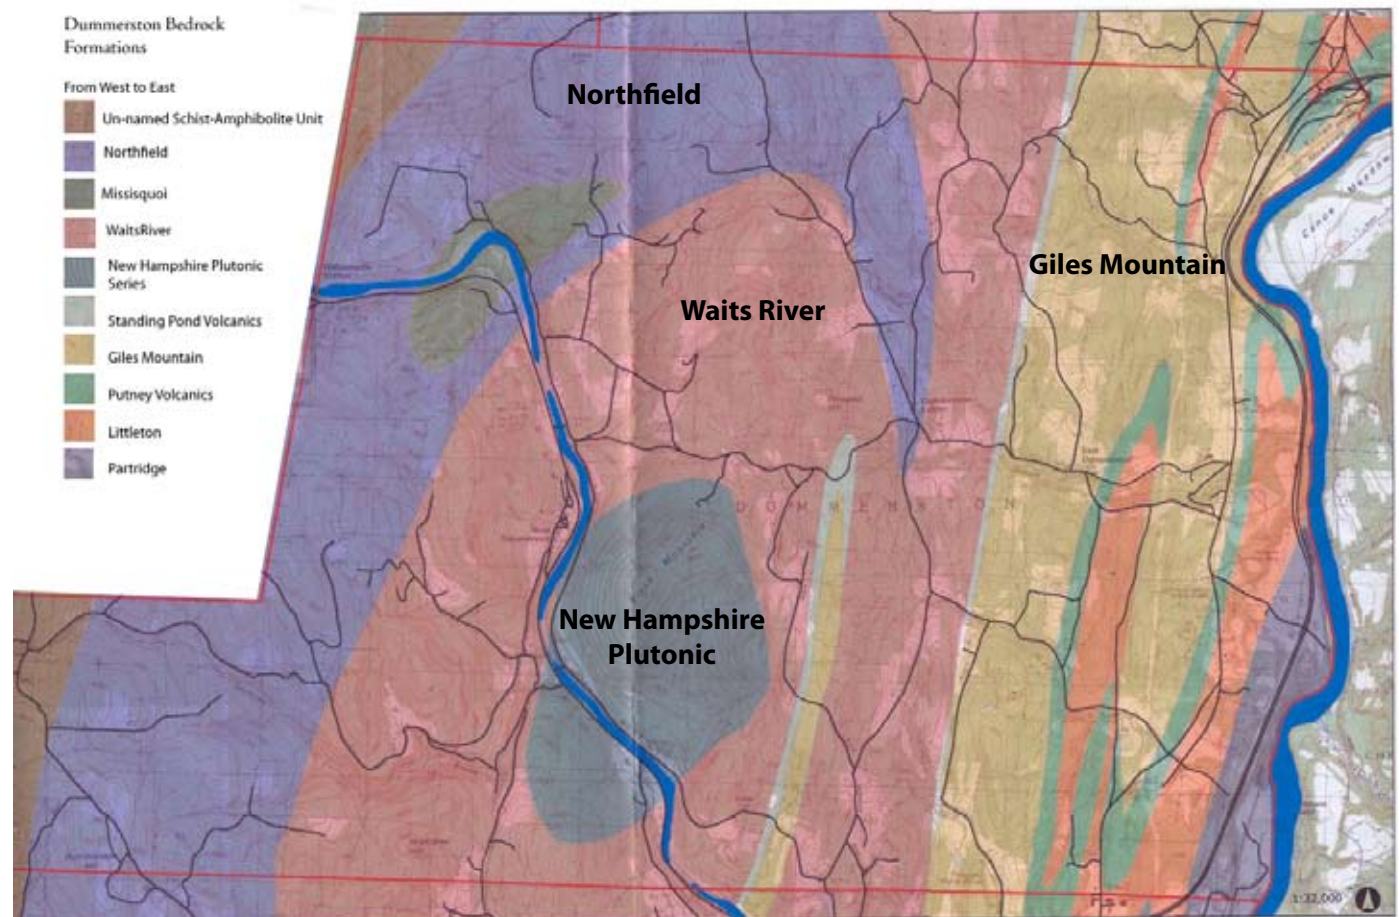 Dummerston Bedrock
Formations
From West to East
Un-named Schist-Amphibolite Unit
Northfield
Missisquoi
WaitsRiver
New Hampshire Plutonic
Series
Standing Pond Volcanics
Giles Mountain
Putney Volcanics
Littleton
Partridge
Northfield
Giles Mountain
Waits River
DUMMERSTON
New Hampshire
Plutonic
1:32,000